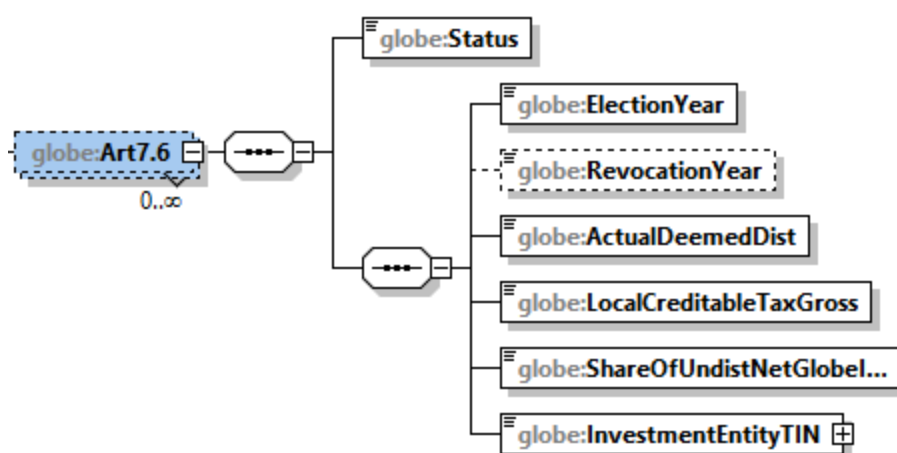 globe:Status
globe:ElectionYear
globe:Art7.6
globe:RevocationYear
0..∞
globe:ActualDeemedDist
globe:LocalCreditableTaxGross
globe:ShareOfUndistNetGlobeI...
globe:InvestmentEntityTIN